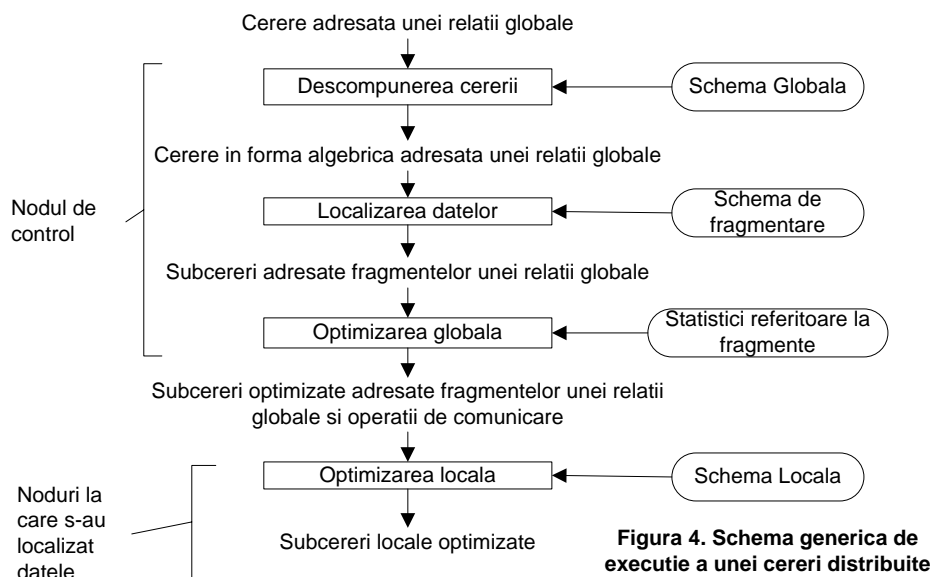 Cerere adresata unei relatii globale
Descompunerea cererii
Schema Globala
Cerere in forma algebrica adresata unei relatii globale
Nodul de
control
Localizarea datelor
Schema de
fragmentare
Subcereri adresate fragmentelor unei relatii globale
Optimizarea globala
Statistici referitoare la
fragmente
Subcereri optimizate adresate fragmentelor unei relatii
globale si operatii de comunicare
Optimizarea locala
Schema Locala
Noduri la
care s-au
localizat
datele
Subcereri locale optimizate
Figura 4. Schema generica de
executie a unei cereri distribuite